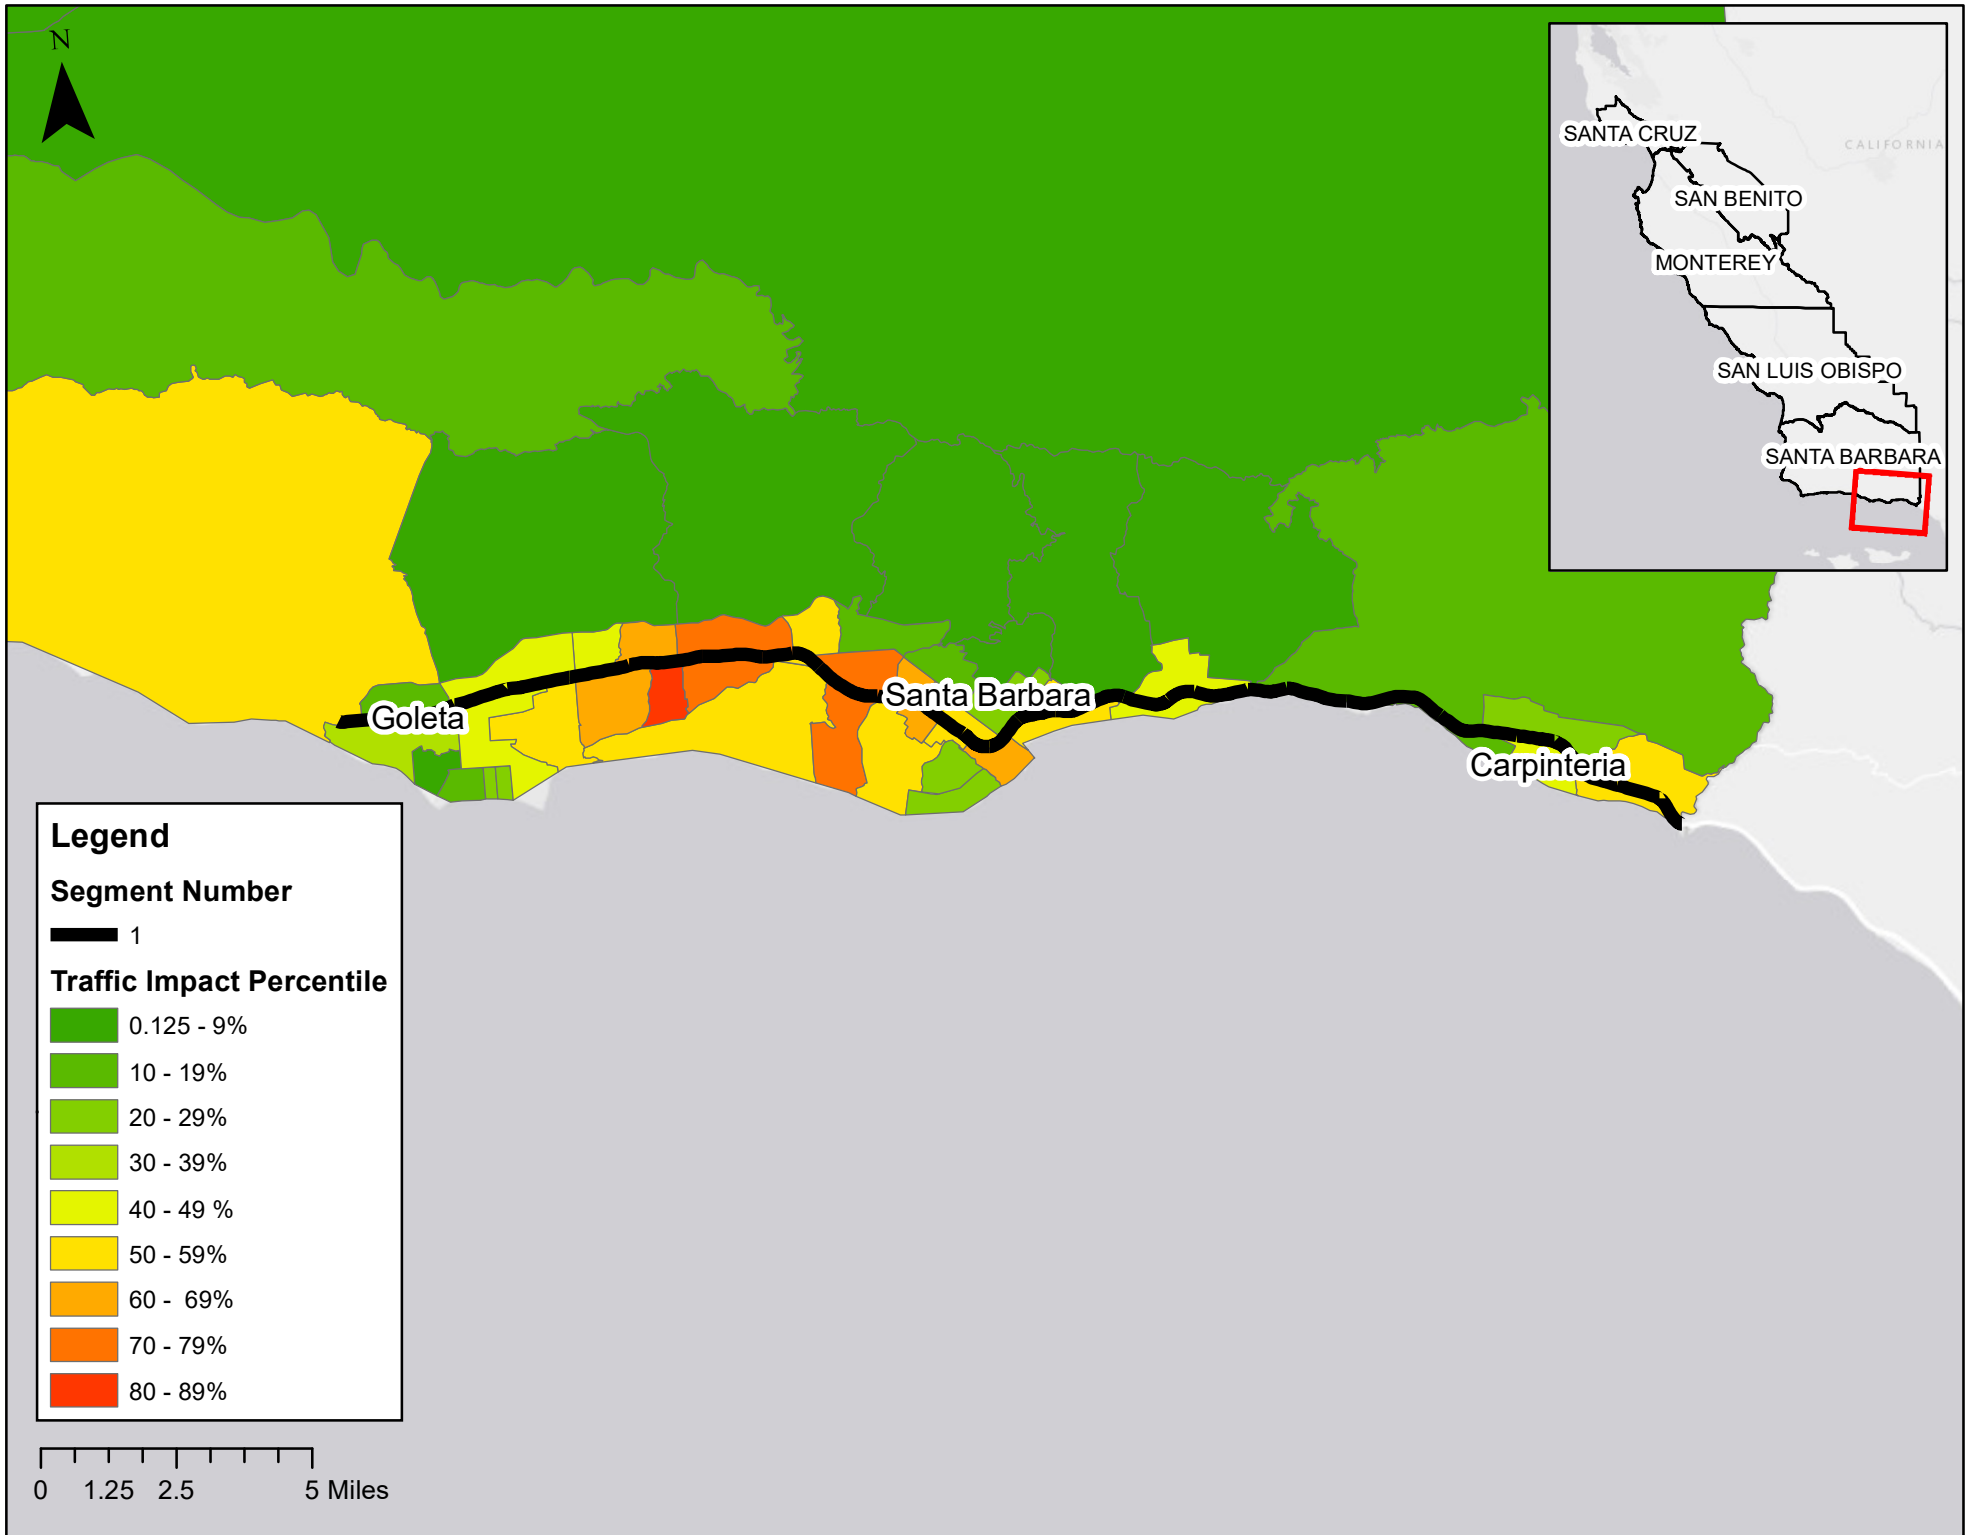 N
SANTA CRUZ
CALIFORNIA
SAN BENITO
MONTEREY
SAN LUIS OBISPO
SANTA BARBARA
Goleta
Santa Barbara
Carpinteria
Legend
Segment Number
1
Traffic Impact Percentile
0.125 - 9%
10 - 19%
20 - 29%
30 - 39%
40 - 49 %
50 - 59%
60 -  69%
70 - 79%
80 - 89%
0 1.25 2.5 5 Miles